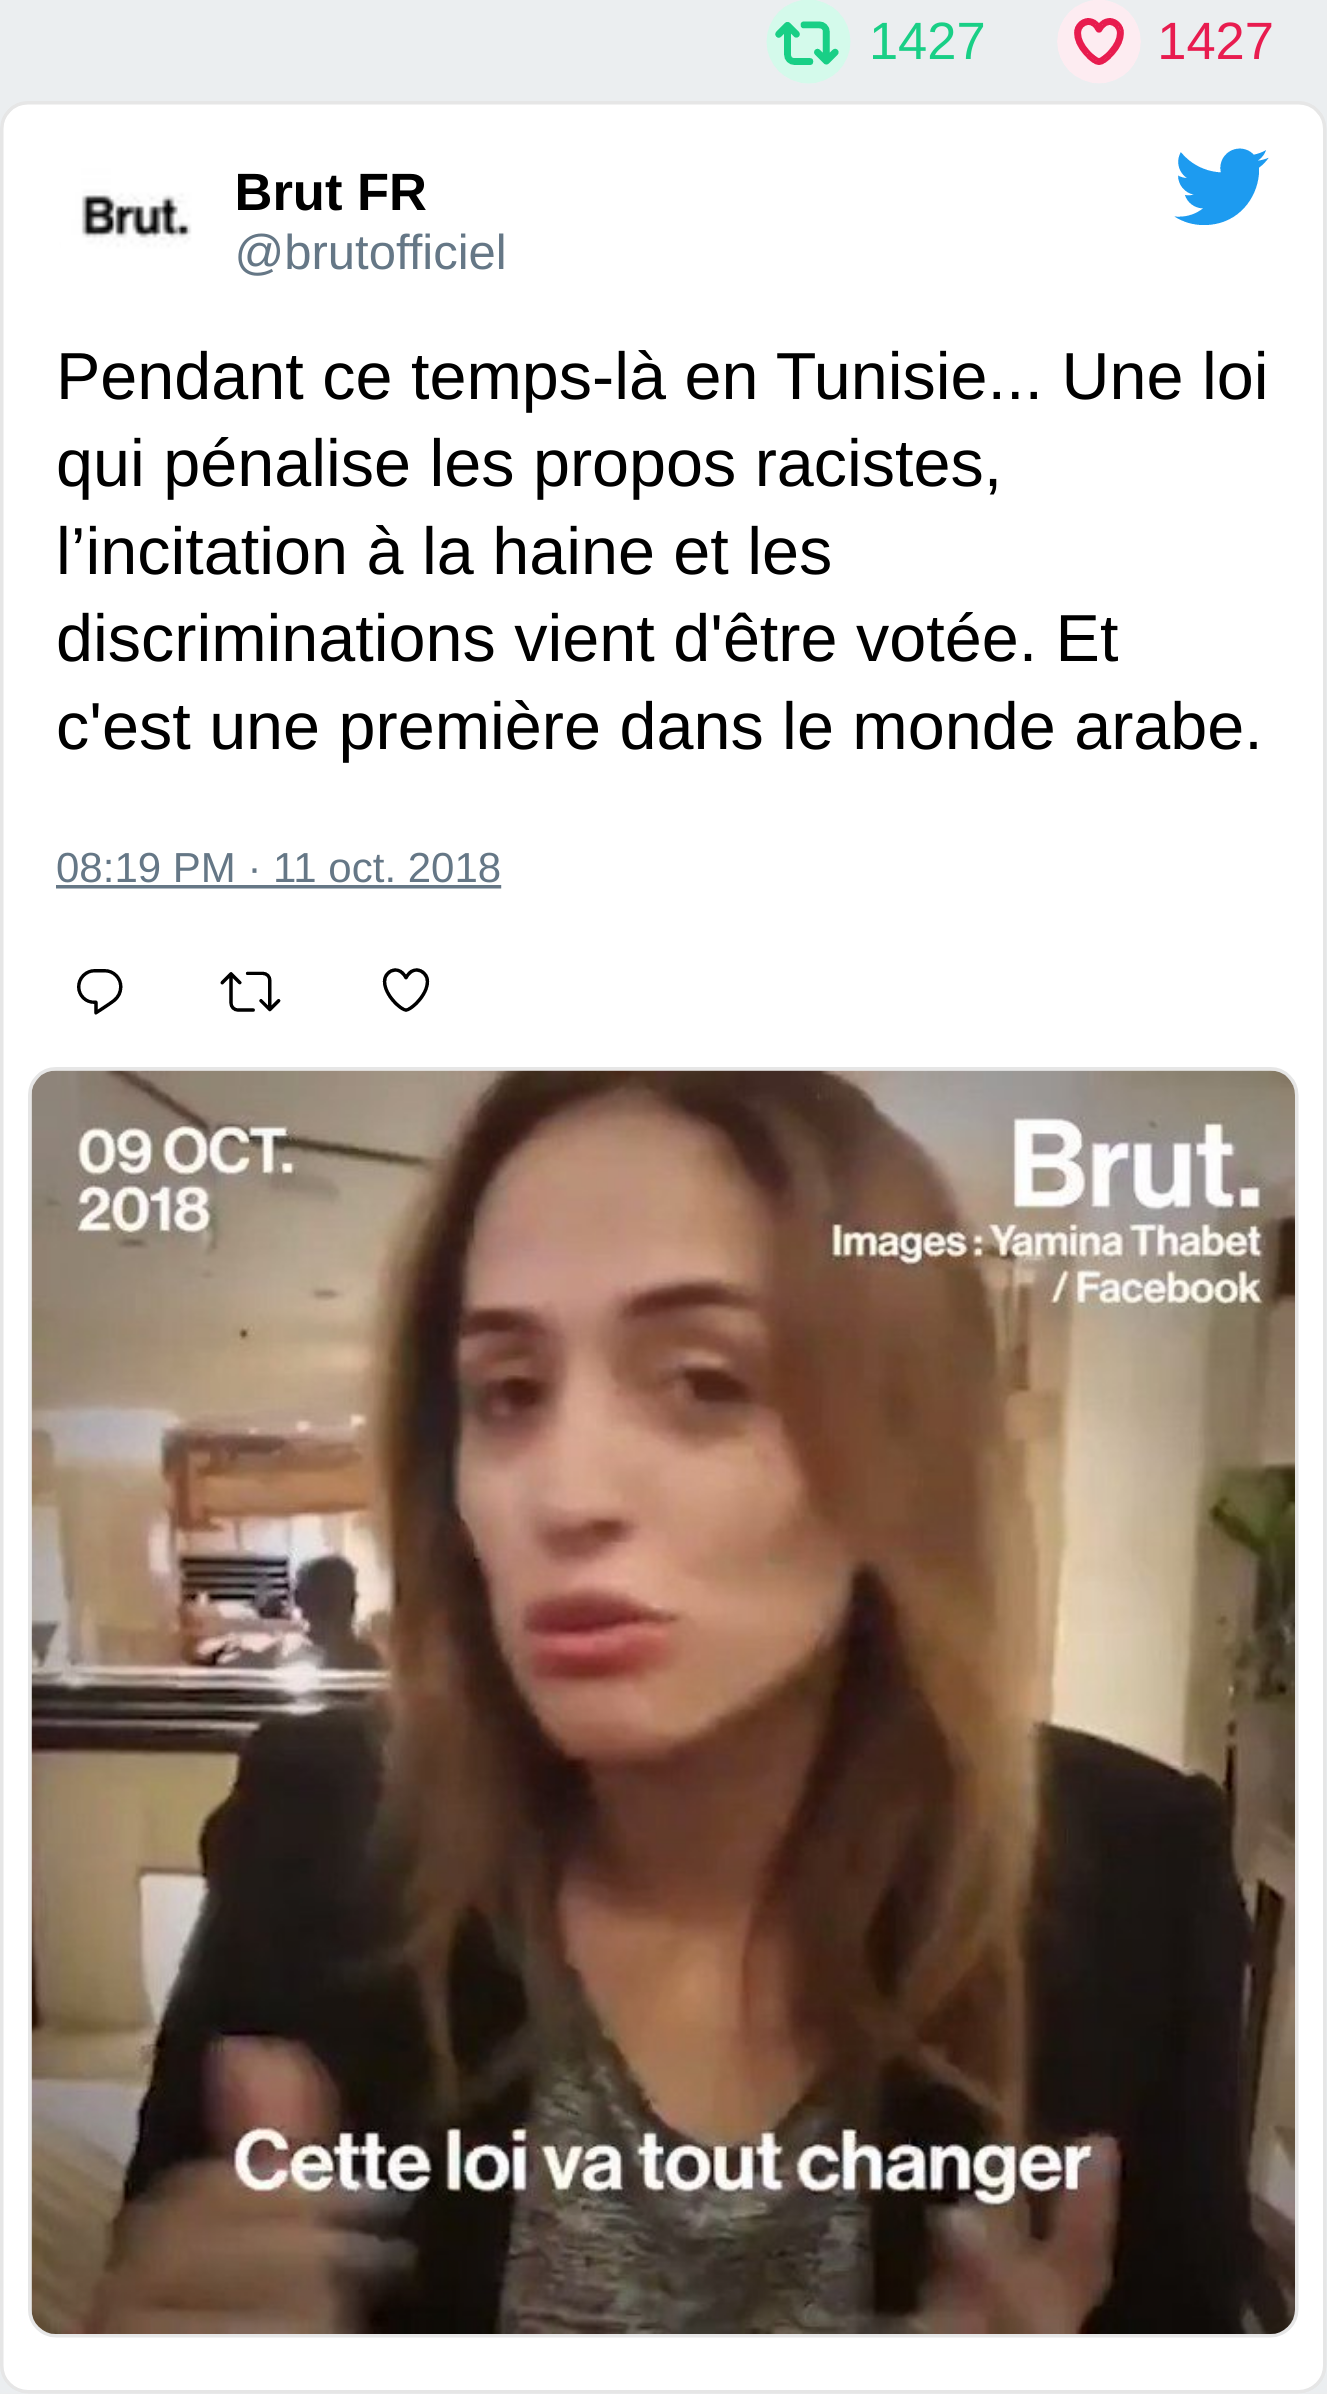 1427 1427
Brut.
Brut FR
@brutofficiel
Pendant ce temps-là en Tunisie... Une loi
qui pénalise les propos racistes,
l’incitation à la haine et les
discriminations vient d'être votée. Et
c'est une première dans le monde arabe.
08:19 PM · 11 oct. 2018
09 OCT.
2018
Brut.
Images : Yamina Thabet
/ Facebook
Cette loi va tout changer